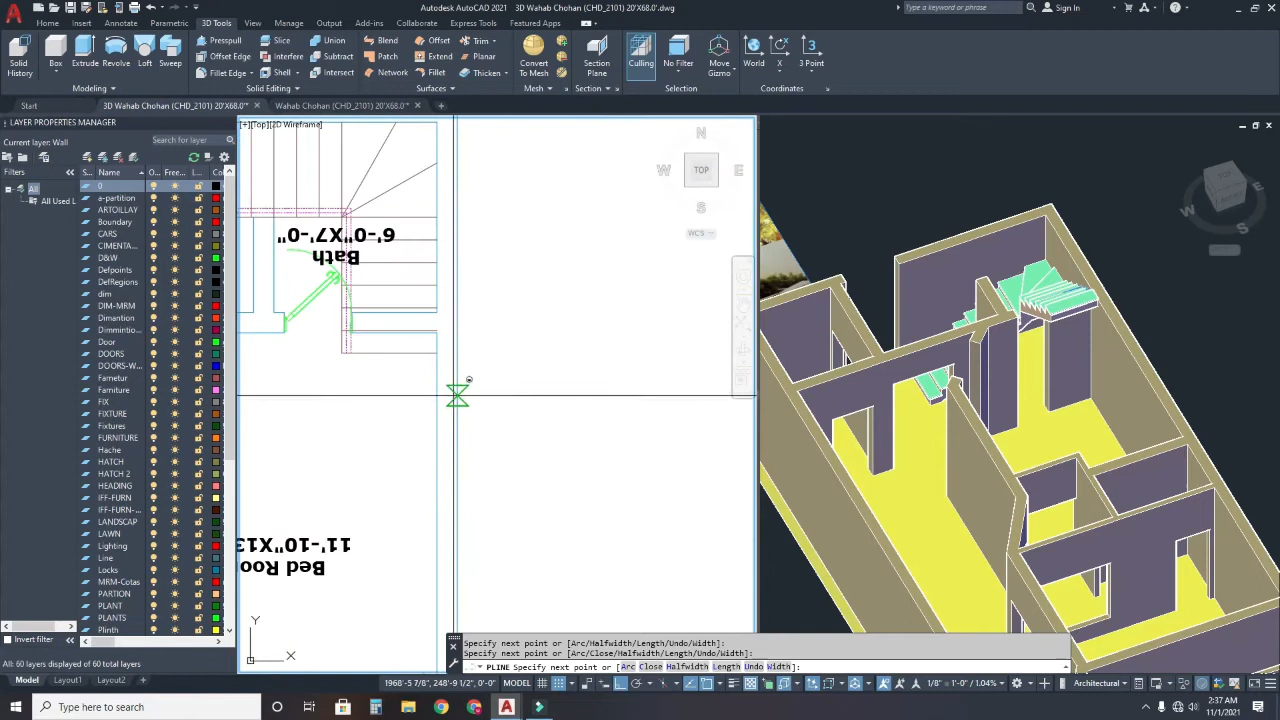 Autodesk AutoCAD 2021 3D Wahab Chohan (CHD_2101) 20'X68.0'.dwg
Type a keyword or phrase
Sign In
Home Insert Annotate Parametric 3D Tools View Manage Output Add-ins Collaborate Express Tools Featured Apps
Solid History
Box
Extrude
Revolve
Loft
Sweep
Presspull
Offset Edge
Fillet Edge
Slice
Interfere
Shell
Union
Subtract
Intersect
Blend
Patch
Network
Offset
Extend
Fillet
Trim
Planar
Thicken
Convert To Mesh
Section Plane
Culling
No Filter
Move Gizmo
World
X
3 Point
Modeling
Solid Editing
Surfaces
Mesh
Section
Selection
Coordinates
Start
3D Wahab Chohan (CHD_2101) 20'X68.0'*
Wahab Chohan (CHD_2101) 20'X68.0'*
LAYER PROPERTIES MANAGER
Current layer: Wall
Search for layer
Filters
All
All Used L
S.. Name O.. Free... L... Co
0
a-partition
ARTOILLAY
Boundary
CARS
CIMENTA...
D&W
Defpoints
DefRegions
dim
DIM-MRM
Dimantion
Dimmintio...
Door
DOORS
DOORS-W...
Fametur
Farniture
FIX
FIXTURE
Fixtures
FURNITURE
Hache
HATCH
HATCH 2
HEADING
IFF-FURN
IFF-FURN-...
LANDSCAP
LAWN
Lighting
Line
Locks
MRM-Cotas
PARTION
PLANT
PLANTS
Plinth
Invert filter
All: 60 layers displayed of 60 total layers
[+][Top][2D Wireframe]
N
W TOP E
S
WCS
6'-0"X7'-0"
Bath
11'-10"X13
Bed Roo
Y
X
TOP
W
S
Specify next point or [Arc/Halfwidth/Length/Undo/Width]:
Specify next point or [Arc/Close/Halfwidth/Length/Undo/Width]:
PLINE Specify next point or [Arc Close Halfwidth Length Undo Width]:
Model Layout1 Layout2
1968'-5 7/8", 248'-9 1/2", 0'-0" MODEL
1/8" = 1'-0" / 1.04%
Architectural
Type here to search
2:37 AM
11/1/2021